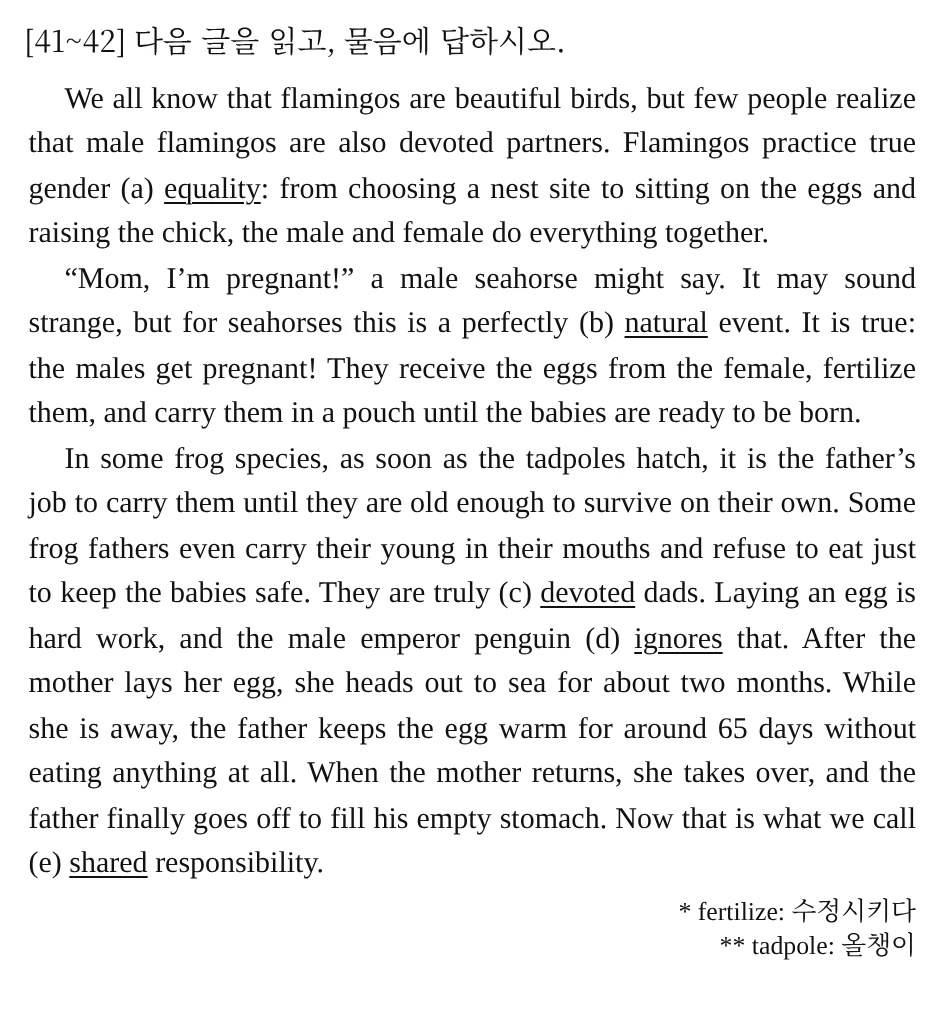 [41~42] 다음 글을 읽고, 물음에 답하시오.
We all know that flamingos are beautiful birds, but few people realize
that male flamingos are also devoted partners. Flamingos practice true
gender (a) equality: from choosing a nest site to sitting on the eggs and
raising the chick, the male and female do everything together.
“Mom, I’m pregnant!” a male seahorse might say. It may sound
strange, but for seahorses this is a perfectly (b) natural event. It is true:
the males get pregnant! They receive the eggs from the female, fertilize
them, and carry them in a pouch until the babies are ready to be born.
In some frog species, as soon as the tadpoles hatch, it is the father’s
job to carry them until they are old enough to survive on their own. Some
frog fathers even carry their young in their mouths and refuse to eat just
to keep the babies safe. They are truly (c) devoted dads. Laying an egg is
hard work, and the male emperor penguin (d) ignores that. After the
mother lays her egg, she heads out to sea for about two months. While
she is away, the father keeps the egg warm for around 65 days without
eating anything at all. When the mother returns, she takes over, and the
father finally goes off to fill his empty stomach. Now that is what we call
(e) shared responsibility.
* fertilize: 수정시키다
** tadpole: 올챙이